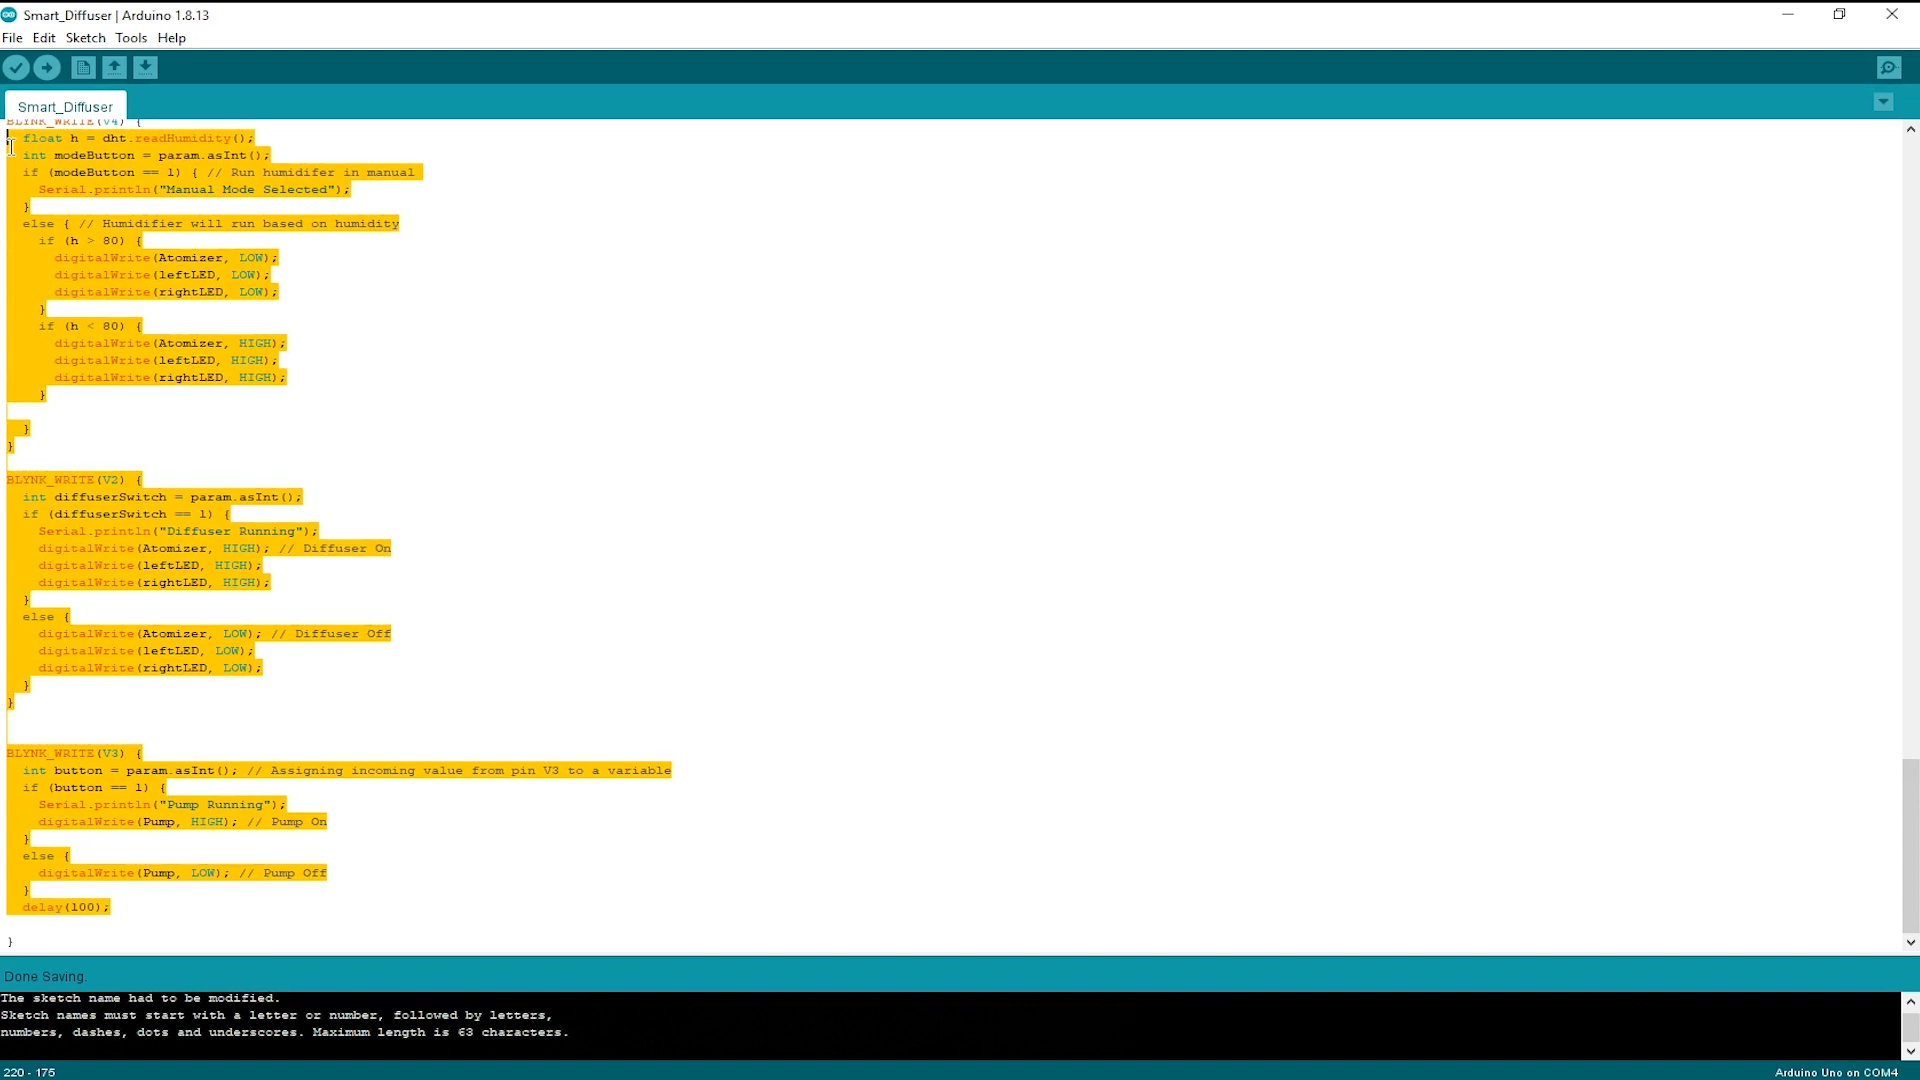 Smart_Diffuser | Arduino 1.8.13
File Edit Sketch Tools Help
Smart_Diffuser
BLYNK_WRITE(V4) {
float h = dht.readHumidity();
int modeButton = param.asInt();
if (modeButton == 1) { // Run humidifer in manual
Serial.println("Manual Mode Selected");
}
else { // Humidifier will run based on humidity
if (h > 80) {
digitalWrite(Atomizer, LOW);
digitalWrite(leftLED, LOW);
digitalWrite(rightLED, LOW);
}
if (h < 80) {
digitalWrite(Atomizer, HIGH);
digitalWrite(leftLED, HIGH);
digitalWrite(rightLED, HIGH);
}
}
}
BLYNK_WRITE(V2) {
int diffuserSwitch = param.asInt();
if (diffuserSwitch == 1) {
Serial.println("Diffuser Running");
digitalWrite(Atomizer, HIGH); // Diffuser On
digitalWrite(leftLED, HIGH);
digitalWrite(rightLED, HIGH);
}
else {
digitalWrite(Atomizer, LOW); // Diffuser Off
digitalWrite(leftLED, LOW);
digitalWrite(rightLED, LOW);
}
}
BLYNK_WRITE(V3) {
int button = param.asInt(); // Assigning incoming value from pin V3 to a variable
if (button == 1) {
Serial.println("Pump Running");
digitalWrite(Pump, HIGH); // Pump On
}
else {
digitalWrite(Pump, LOW); // Pump Off
}
delay(100);
}
Done Saving.
The sketch name had to be modified.
Sketch names must start with a letter or number, followed by letters,
numbers, dashes, dots and underscores. Maximum length is 63 characters.
220 - 175
Arduino Uno on COM4